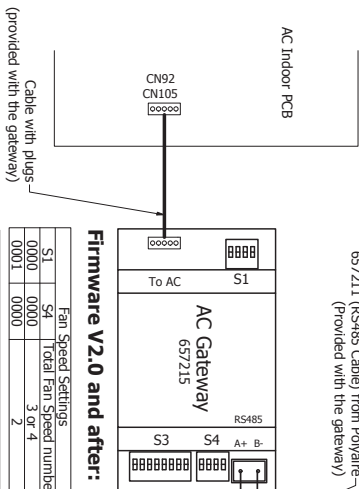 AC Indoor PCB
CN92
CN105
Cable with plugs
(provided with the gateway)
657211 (RS485 Cable) from Polyaire
(Provided with the gateway)
To AC
S1
AC Gateway
657215
RS485
S3
S4
A+ B-
Firmware V2.0 and after:
Fan Speed Settings
S1 S4 Total Fan Speed numbe
0000 0000 3 or 4
0001 0000 2